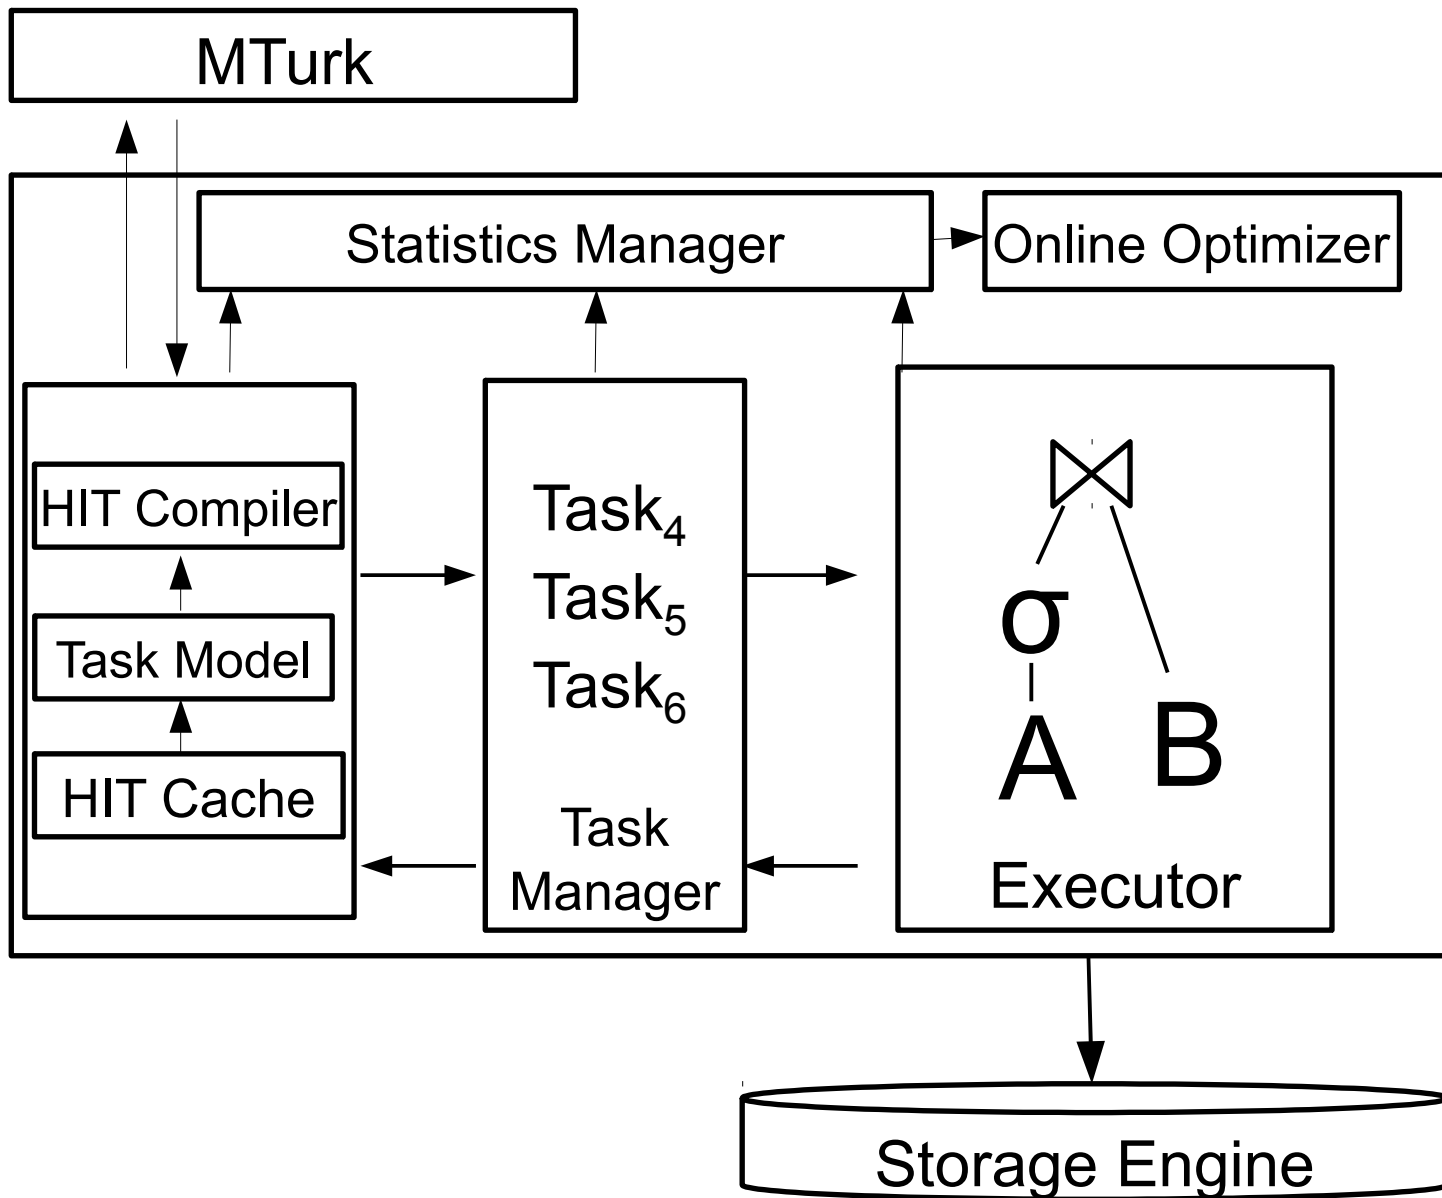 MTurk
Statistics Manager
Online Optimizer
HIT Compiler
Task Model
HIT Cache
Task₄
Task₅
Task₆
Task
Manager
σ
A
B
Executor
Storage Engine